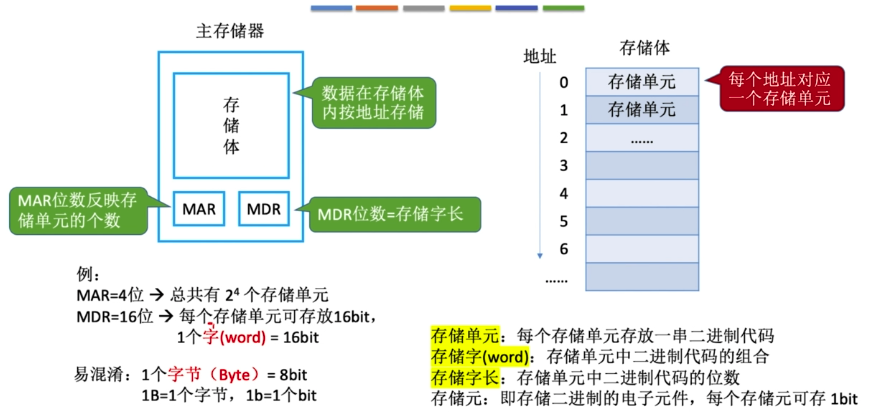 主存储器
存储体
数据在存储体
内按地址存储
MAR位数反映存
储单元的个数
MAR
MDR
MDR位数=存储字长
地址
存储体
0
存储单元
1
存储单元
2
……
3
4
5
6
……
每个地址对应
一个存储单元
例：
MAR=4位 → 总共有 2⁴ 个存储单元
MDR=16位 → 每个存储单元可存放16bit，
1个字(word) = 16bit
易混淆：1个字节（Byte）= 8bit
1B=1个字节，1b=1个bit
存储单元：每个存储单元存放一串二进制代码
存储字(word)：存储单元中二进制代码的组合
存储字长：存储单元中二进制代码的位数
存储元：即存储二进制的电子元件，每个存储元可存 1bit